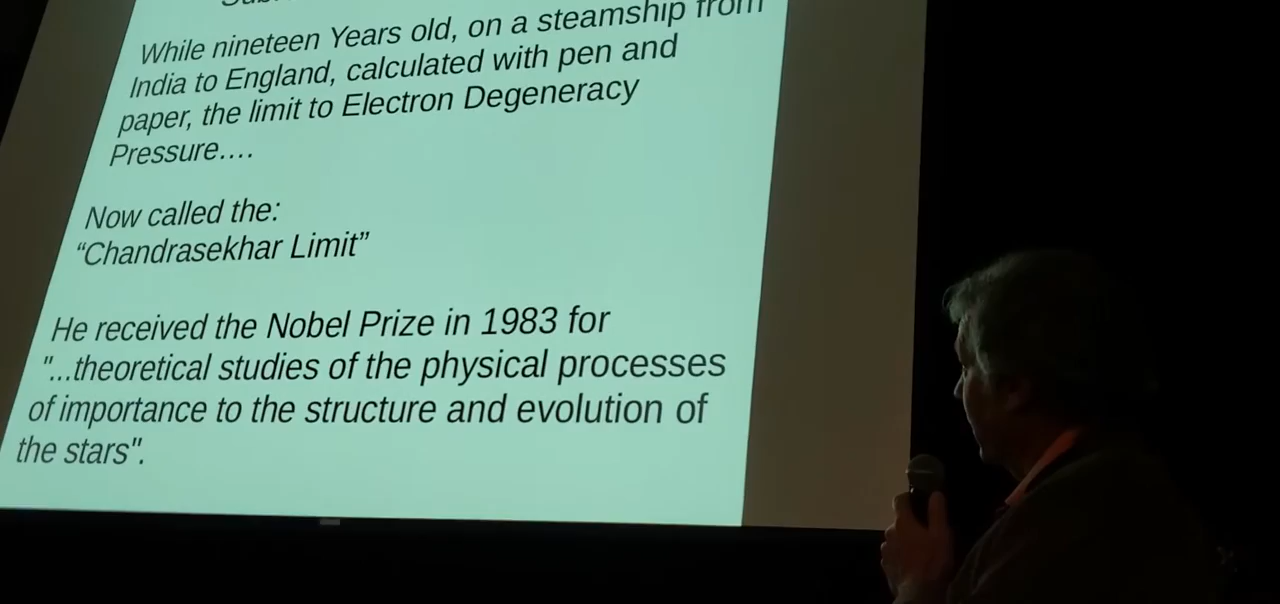 While nineteen Years old, on a steamship from
India to England, calculated with pen and
paper, the limit to Electron Degeneracy
Pressure....
Now called the:
“Chandrasekhar Limit”
He received the Nobel Prize in 1983 for
"...theoretical studies of the physical processes
of importance to the structure and evolution of
the stars".